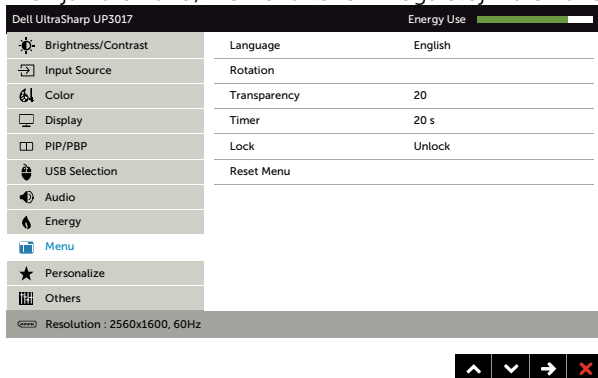 Dell UltraSharp UP3017 Energy Use
Brightness/Contrast Language English
Input Source Rotation
Color Transparency 20
Display Timer 20 s
PIP/PBP Lock Unlock
USB Selection Reset Menu
Audio
Energy
Menu
Personalize
Others
Resolution : 2560x1600, 60Hz